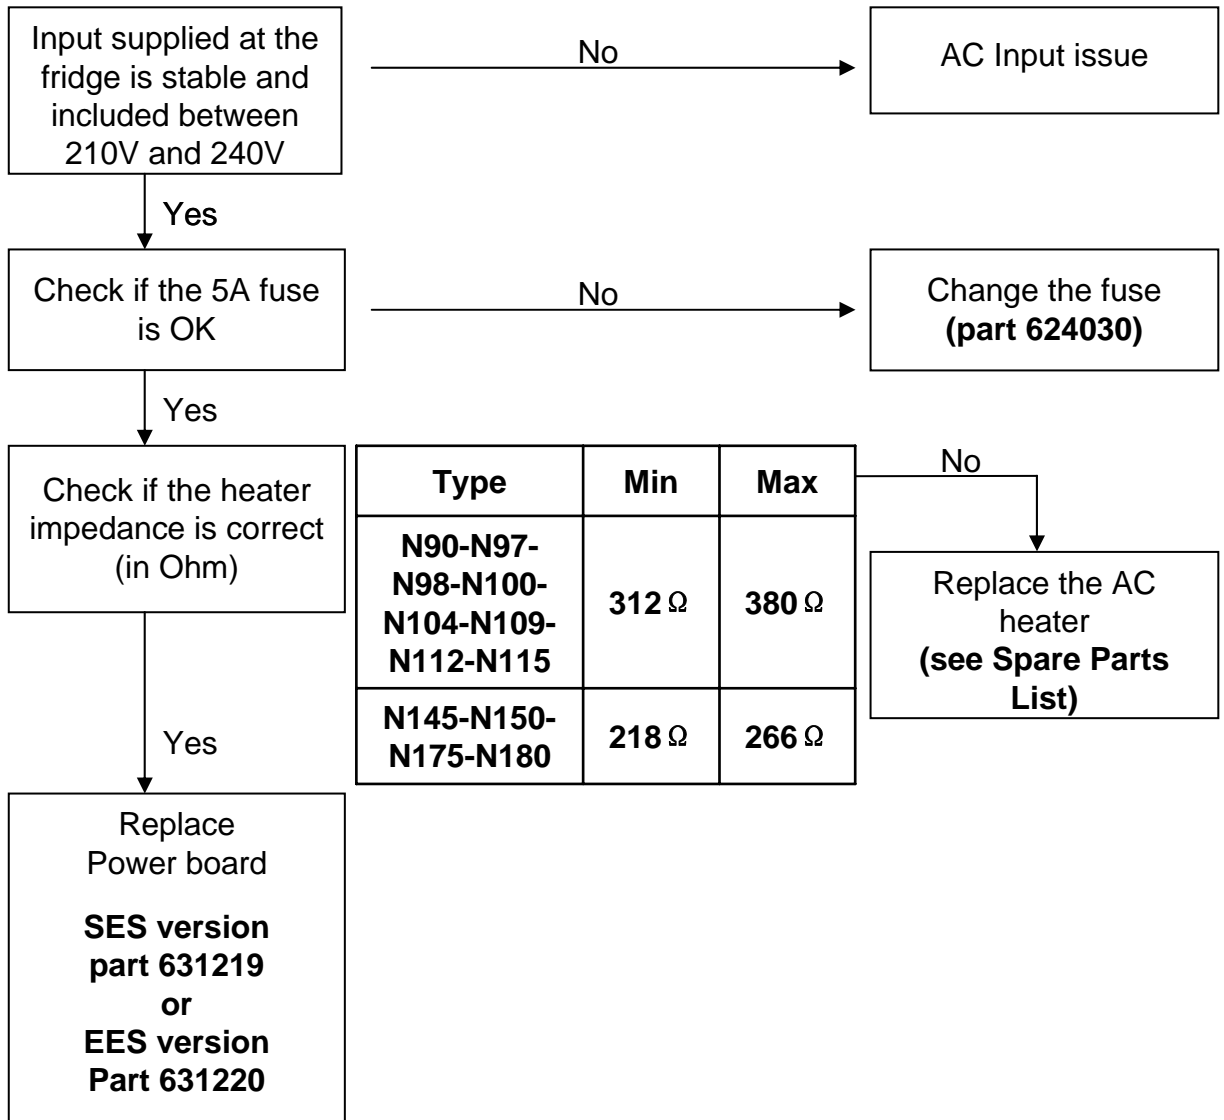 Input supplied at the
fridge is stable and
included between
210V and 240V
No
AC Input issue
Yes
Check if the 5A fuse
is OK
No
Change the fuse
(part 624030)
Yes
Check if the heater
impedance is correct
(in Ohm)
Type Min Max
N90-N97-
N98-N100-
N104-N109-
N112-N115
312 Ω 380 Ω
N145-N150-
N175-N180
218 Ω 266 Ω
No
Replace the AC
heater
(see Spare Parts
List)
Yes
Replace
Power board
SES version
part 631219
or
EES version
Part 631220